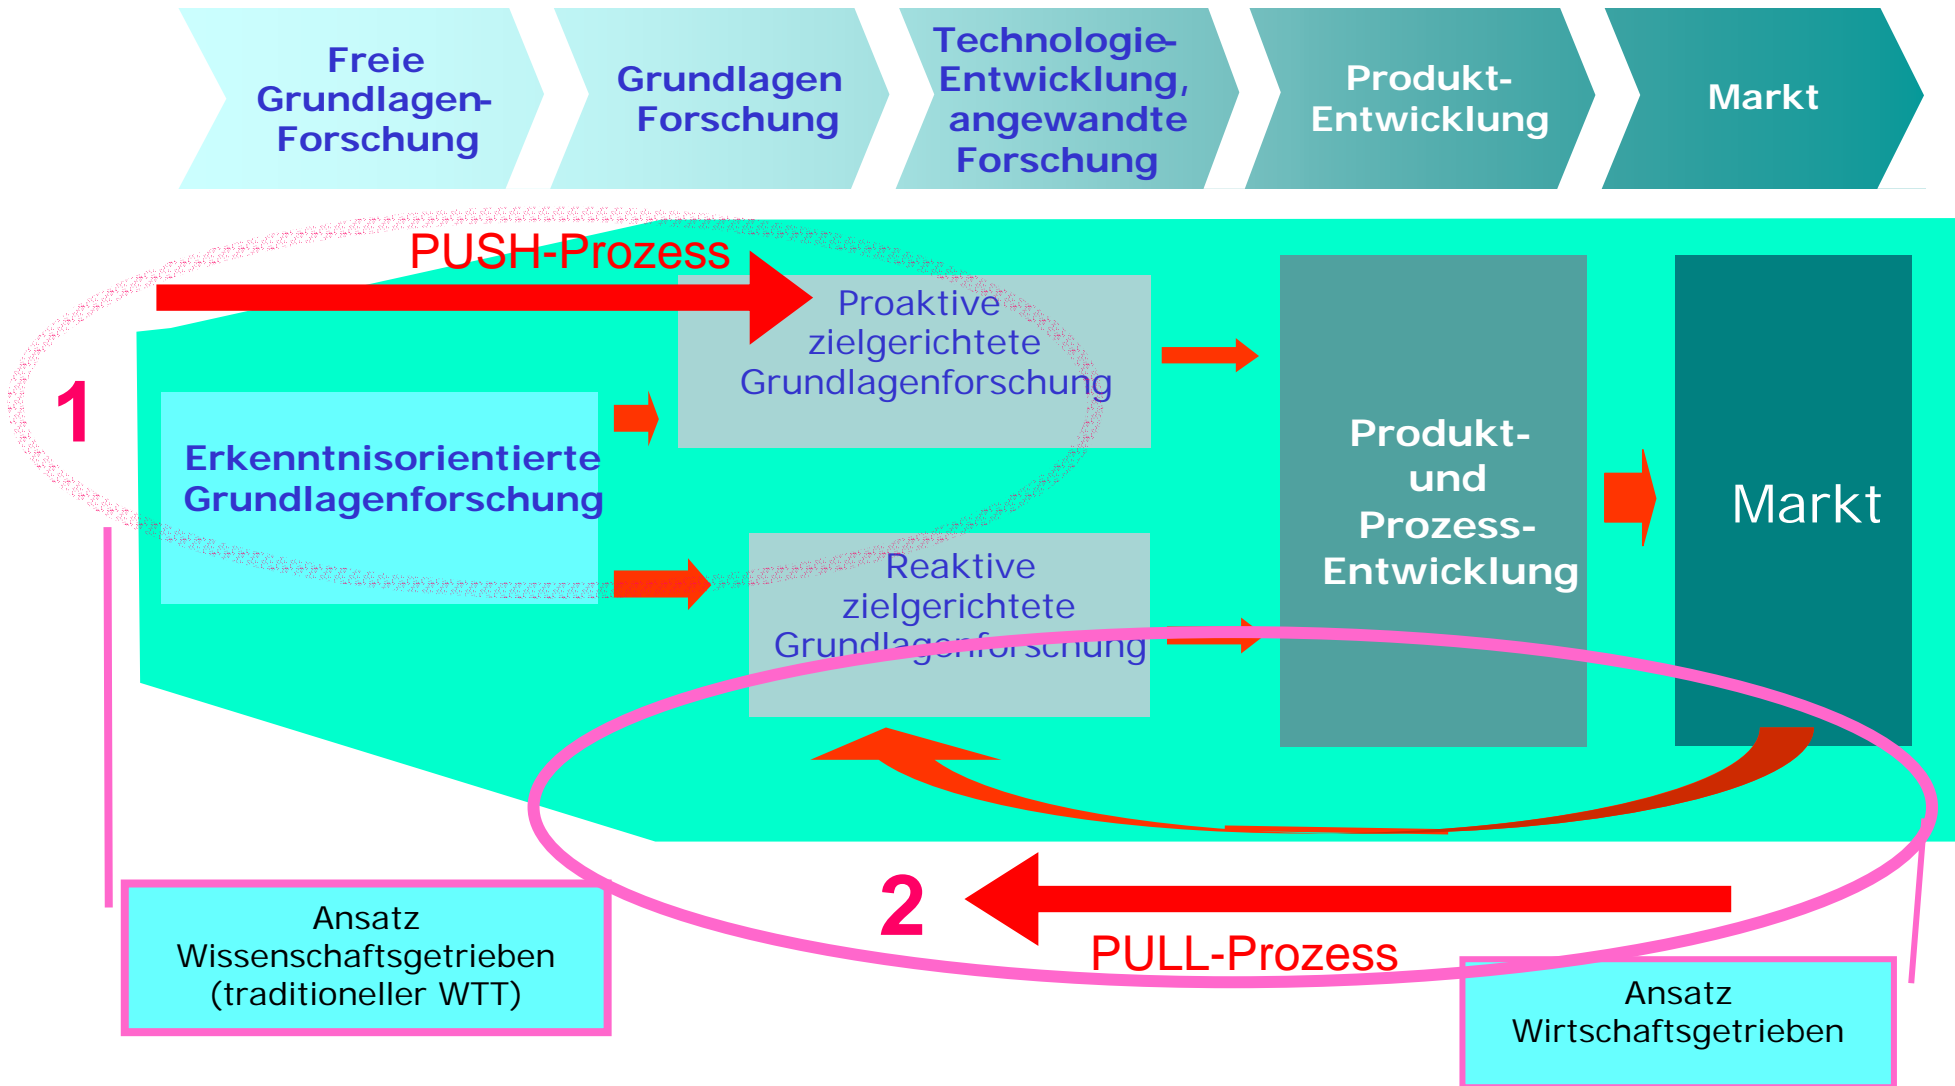 Freie
Grundlagen-
Forschung
Grundlagen
Forschung
Technologie-
Entwicklung,
angewandte
Forschung
Produkt-
Entwicklung
Markt
PUSH-Prozess
1
Proaktive
zielgerichtete
Grundlagenforschung
Erkenntnisorientierte
Grundlagenforschung
Reaktive
zielgerichtete
Grundlagenforschung
Produkt-
und
Prozess-
Entwicklung
Markt
2
PULL-Prozess
Ansatz
Wissenschaftsgetrieben
(traditioneller WTT)
Ansatz
Wirtschaftsgetrieben